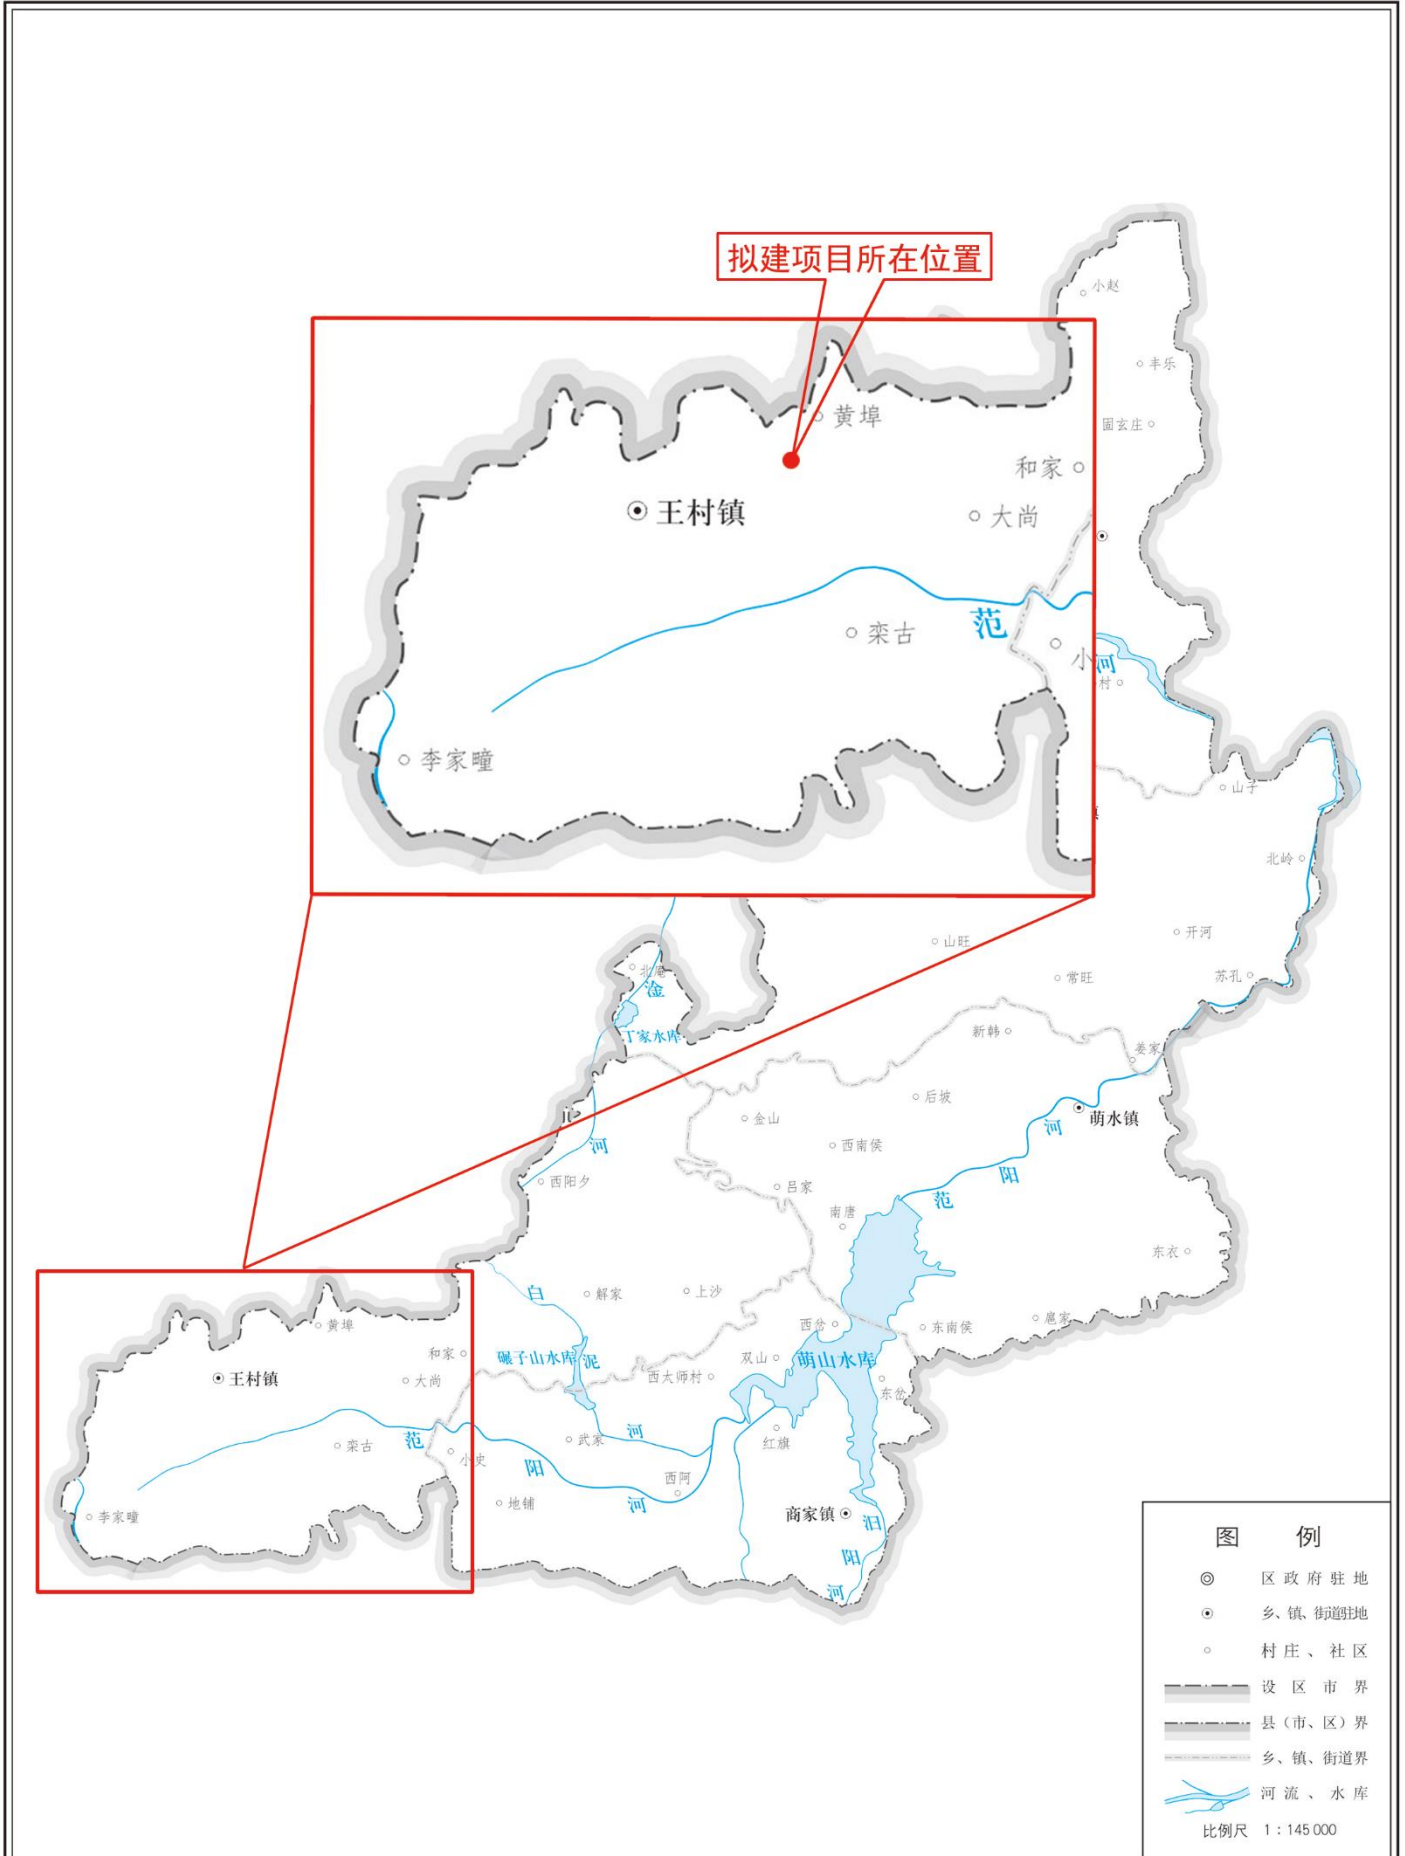 拟建项目所在位置
小赵
丰乐
固玄庄
黄埠
和家
王村镇
大尚
范
栾古
小
河
村
李家疃
山子
北岭
山旺
开河
常旺
苏孔
北庵
淦
丁家水库
新韩
姜家
后坡
金山
萌水镇
河
西南侯
河
阳
西阳夕
吕家
范
南唐
东衣
白
解家
上沙
黄埠
西岔
东南侯
扈家
和家
碾子山水库
泥
双山
萌山水库
王村镇
大尚
西太师村
东岔
范
栾古
武家
河
红旗
小史
阳
西阿
李家疃
地铺
河
商家镇
汩
阳
河
图 例
区政府驻地
乡、镇、街道驻地
村庄、社区
设区市界
县（市、区）界
乡、镇、街道界
河流、水库
比例尺 1：145 000